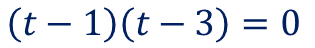 (t − 1)(t − 3) = 0